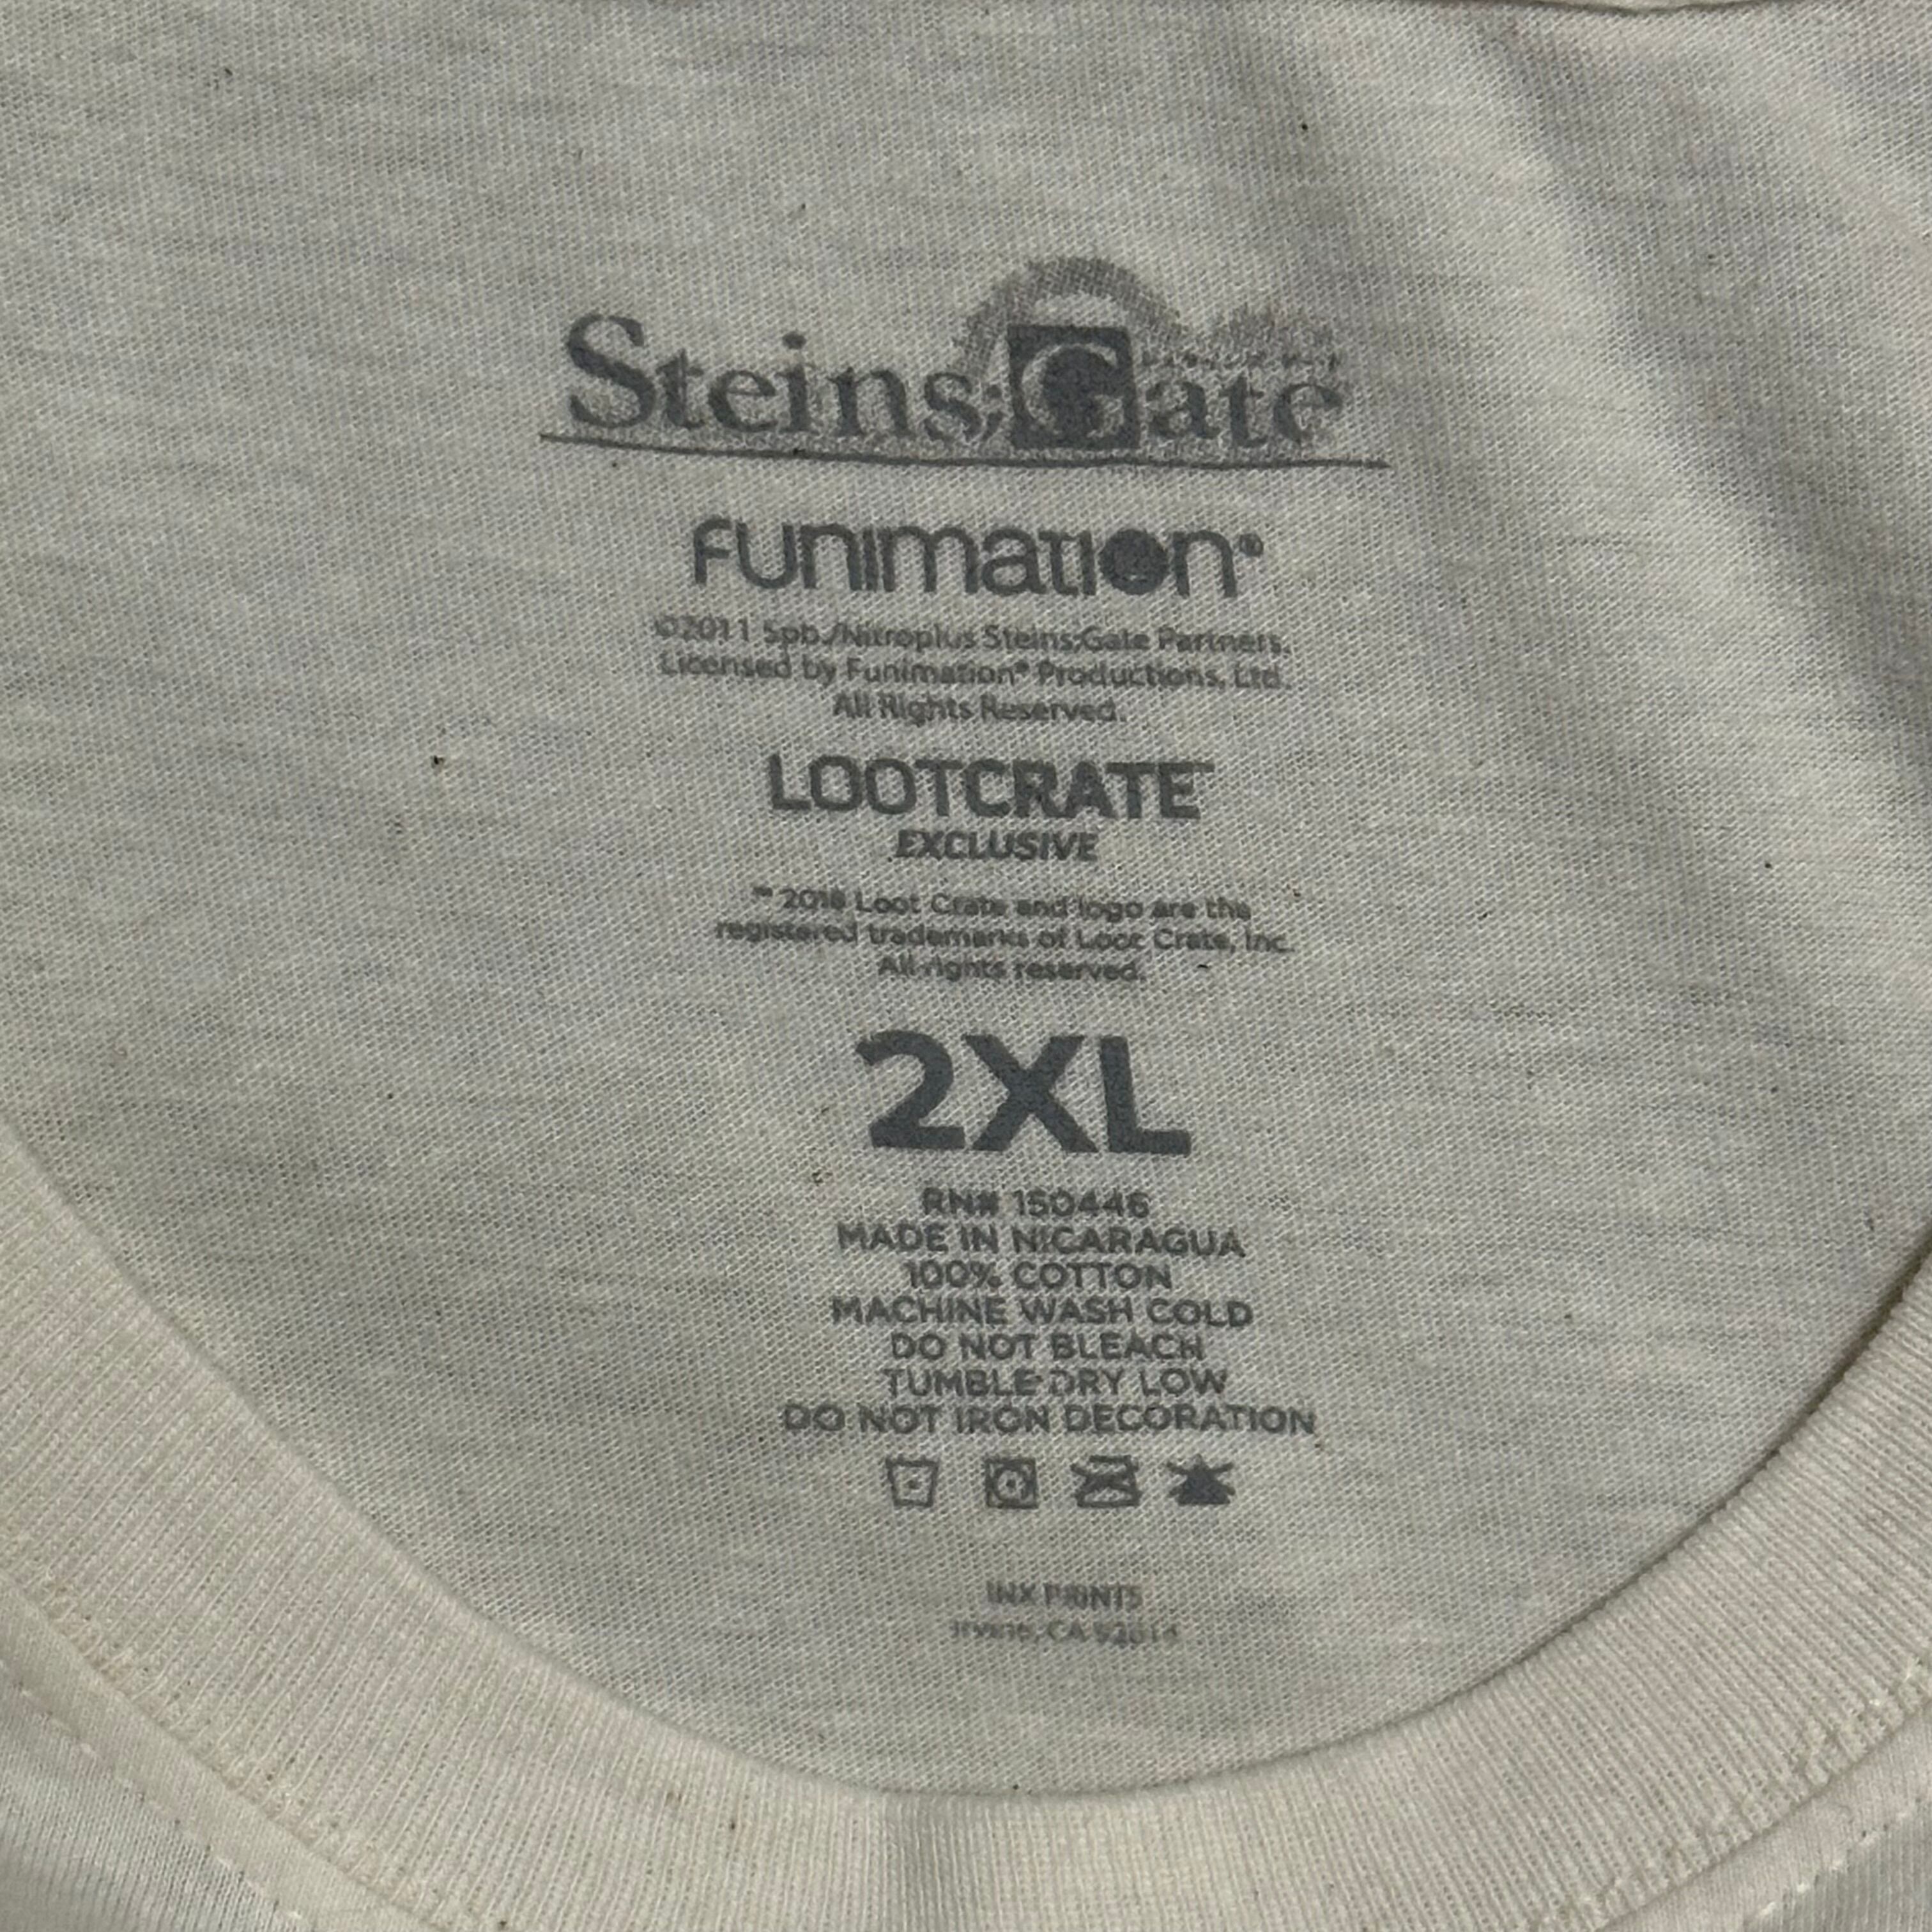 Steins;Gate
FUNIMATION®
©2011 5pb./Nitroplus Steins;Gate Partners.
Licensed by Funimation® Productions, Ltd.
All Rights Reserved.
LOOTCRATE™
EXCLUSIVE
™ 2018 Loot Crate and logo are the
registered trademarks of Loot Crate, Inc.
All rights reserved.
2XL
RN# 150446
MADE IN NICARAGUA
100% COTTON
MACHINE WASH COLD
DO NOT BLEACH
TUMBLE DRY LOW
DO NOT IRON DECORATION
INX PRINTS
Irvine, CA